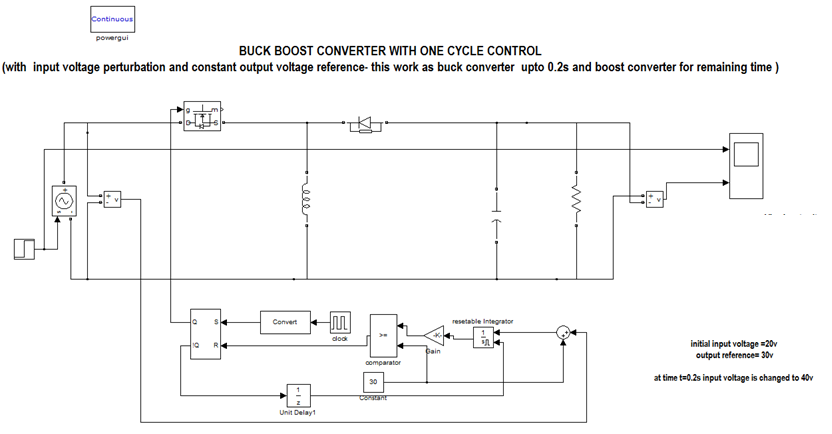 Continuous
powergui
BUCK BOOST CONVERTER WITH ONE CYCLE CONTROL
(with input voltage perturbation and constant output voltage reference- this work as buck converter upto 0.2s and boost converter for remaining time )
g m
D S
+
- v
+
- v
Q S
!Q R
Convert
clock
>=
comparator
-K-
Gain
resetable Integrator
1
s
+
+
30
Constant
1
z
Unit Delay1
initial input voltage =20v
output reference= 30v
at time t=0.2s input voltage is changed to 40v